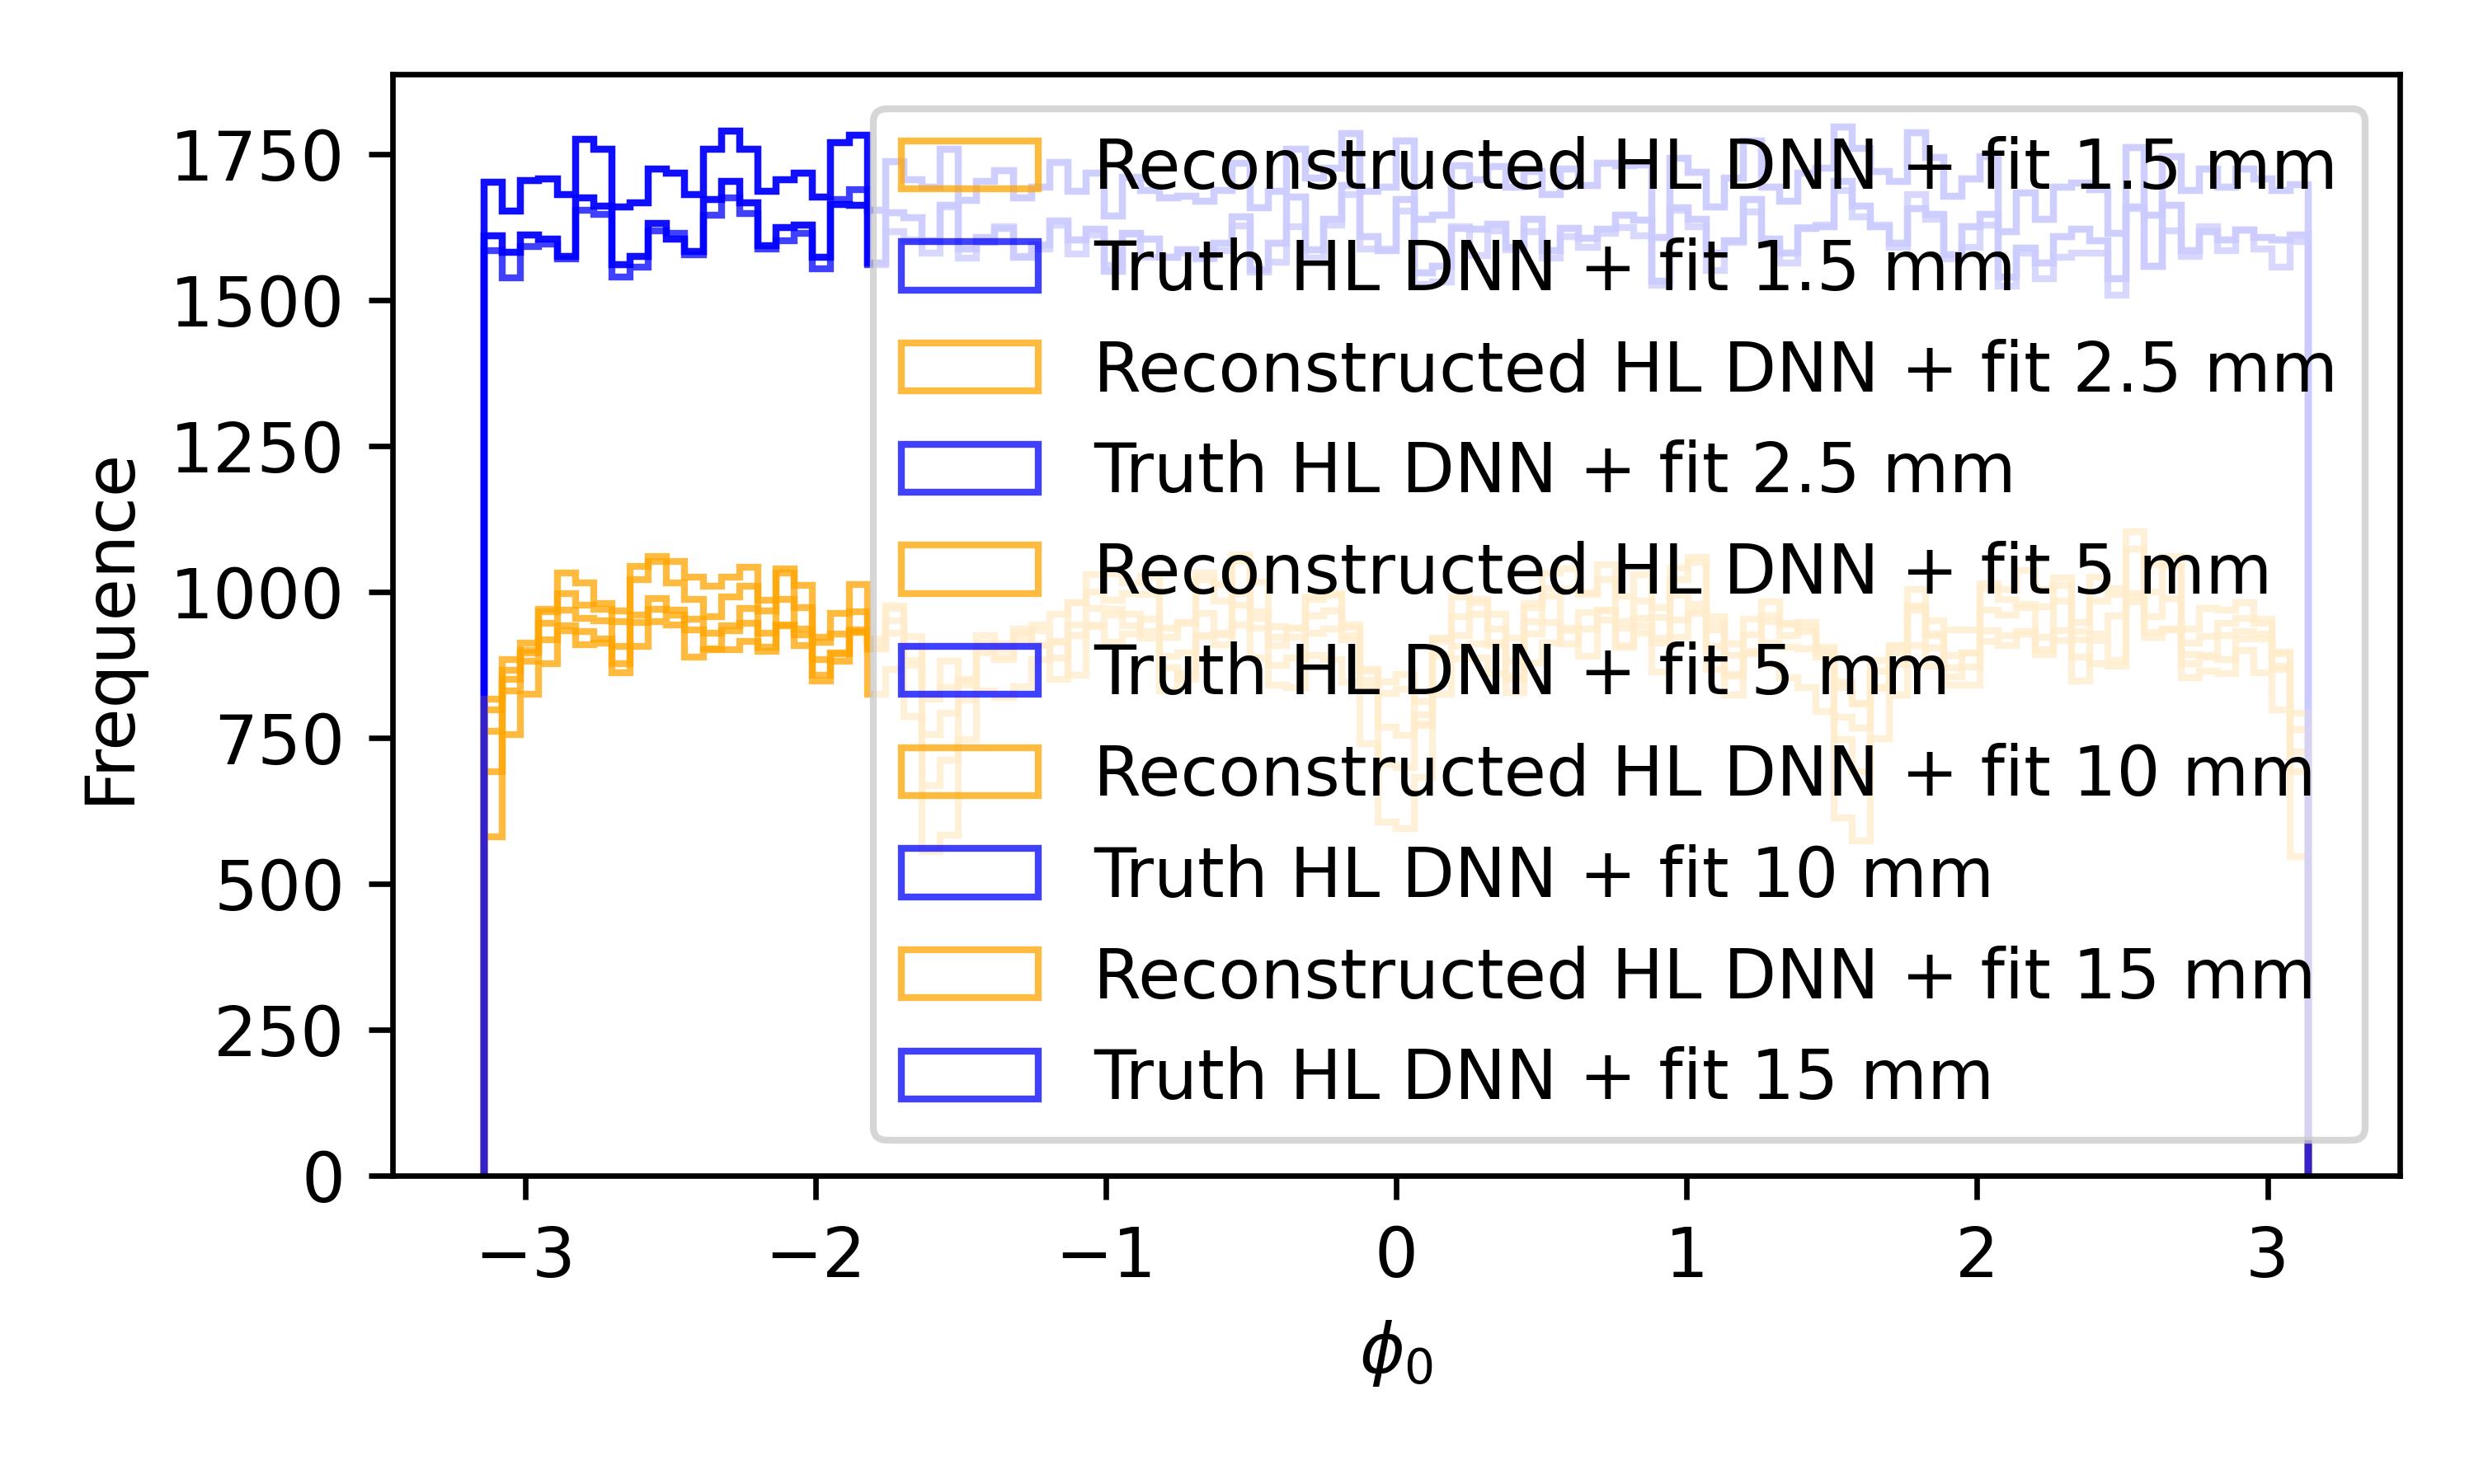 1750
1500
1250
1000
750
500
250
0
Frequence
Reconstructed HL DNN + fit 1.5 mm
Truth HL DNN + fit 1.5 mm
Reconstructed HL DNN + fit 2.5 mm
Truth HL DNN + fit 2.5 mm
Reconstructed HL DNN + fit 5 mm
Truth HL DNN + fit 5 mm
Reconstructed HL DNN + fit 10 mm
Truth HL DNN + fit 10 mm
Reconstructed HL DNN + fit 15 mm
Truth HL DNN + fit 15 mm
−3 −2 −1 0 1 2 3
ϕ₀